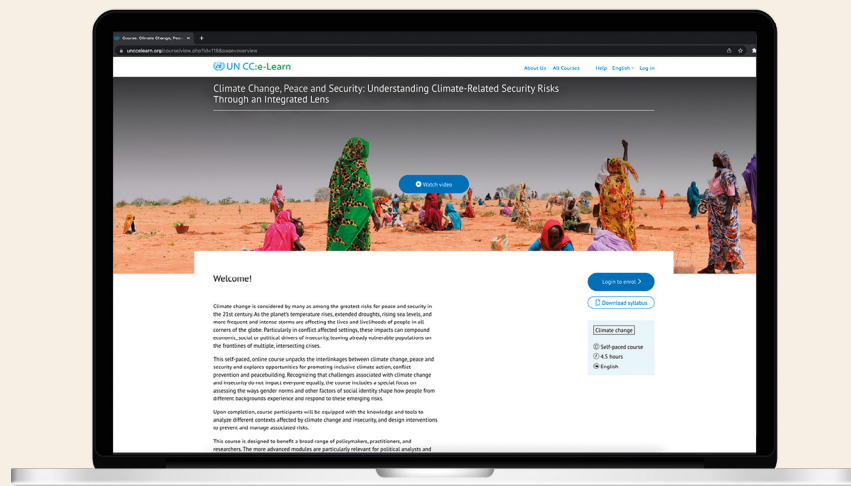 Course: Climate Change, Peac
unccelearn.org/course/view.php?id=118&page=overview
UN CC:e-Learn
About Us All Courses Help English Log in
Climate Change, Peace and Security: Understanding Climate-Related Security Risks
Through an Integrated Lens
Watch video
Welcome!
Login to enrol
Download syllabus
Climate change
Self-paced course
4.5 hours
English
Climate change is considered by many as among the greatest risks for peace and security in
the 21st century. As the planet's temperature rises, extended droughts, rising sea levels, and
more frequent and intense storms are affecting the lives and livelihoods of people in all
corners of the globe. Particularly in conflict affected settings, these impacts can compound
economic, social or political drivers of insecurity, leaving already vulnerable populations on
the frontlines of multiple, intersecting crises.
This self-paced, online course unpacks the interlinkages between climate change, peace and
security and explores opportunities for promoting inclusive climate action, conflict
prevention and peacebuilding. Recognizing that challenges associated with climate change
and insecurity do not impact everyone equally, the course includes a special focus on
assessing the ways gender norms and other factors of social identity shape how people from
different backgrounds experience and respond to these emerging risks.
Upon completion, course participants will be equipped with the knowledge and tools to
analyze different contexts affected by climate change and insecurity, and design interventions
to prevent and manage associated risks.
This course is designed to benefit a broad range of policymakers, practitioners, and
researchers. The more advanced modules are particularly relevant for political analysts and